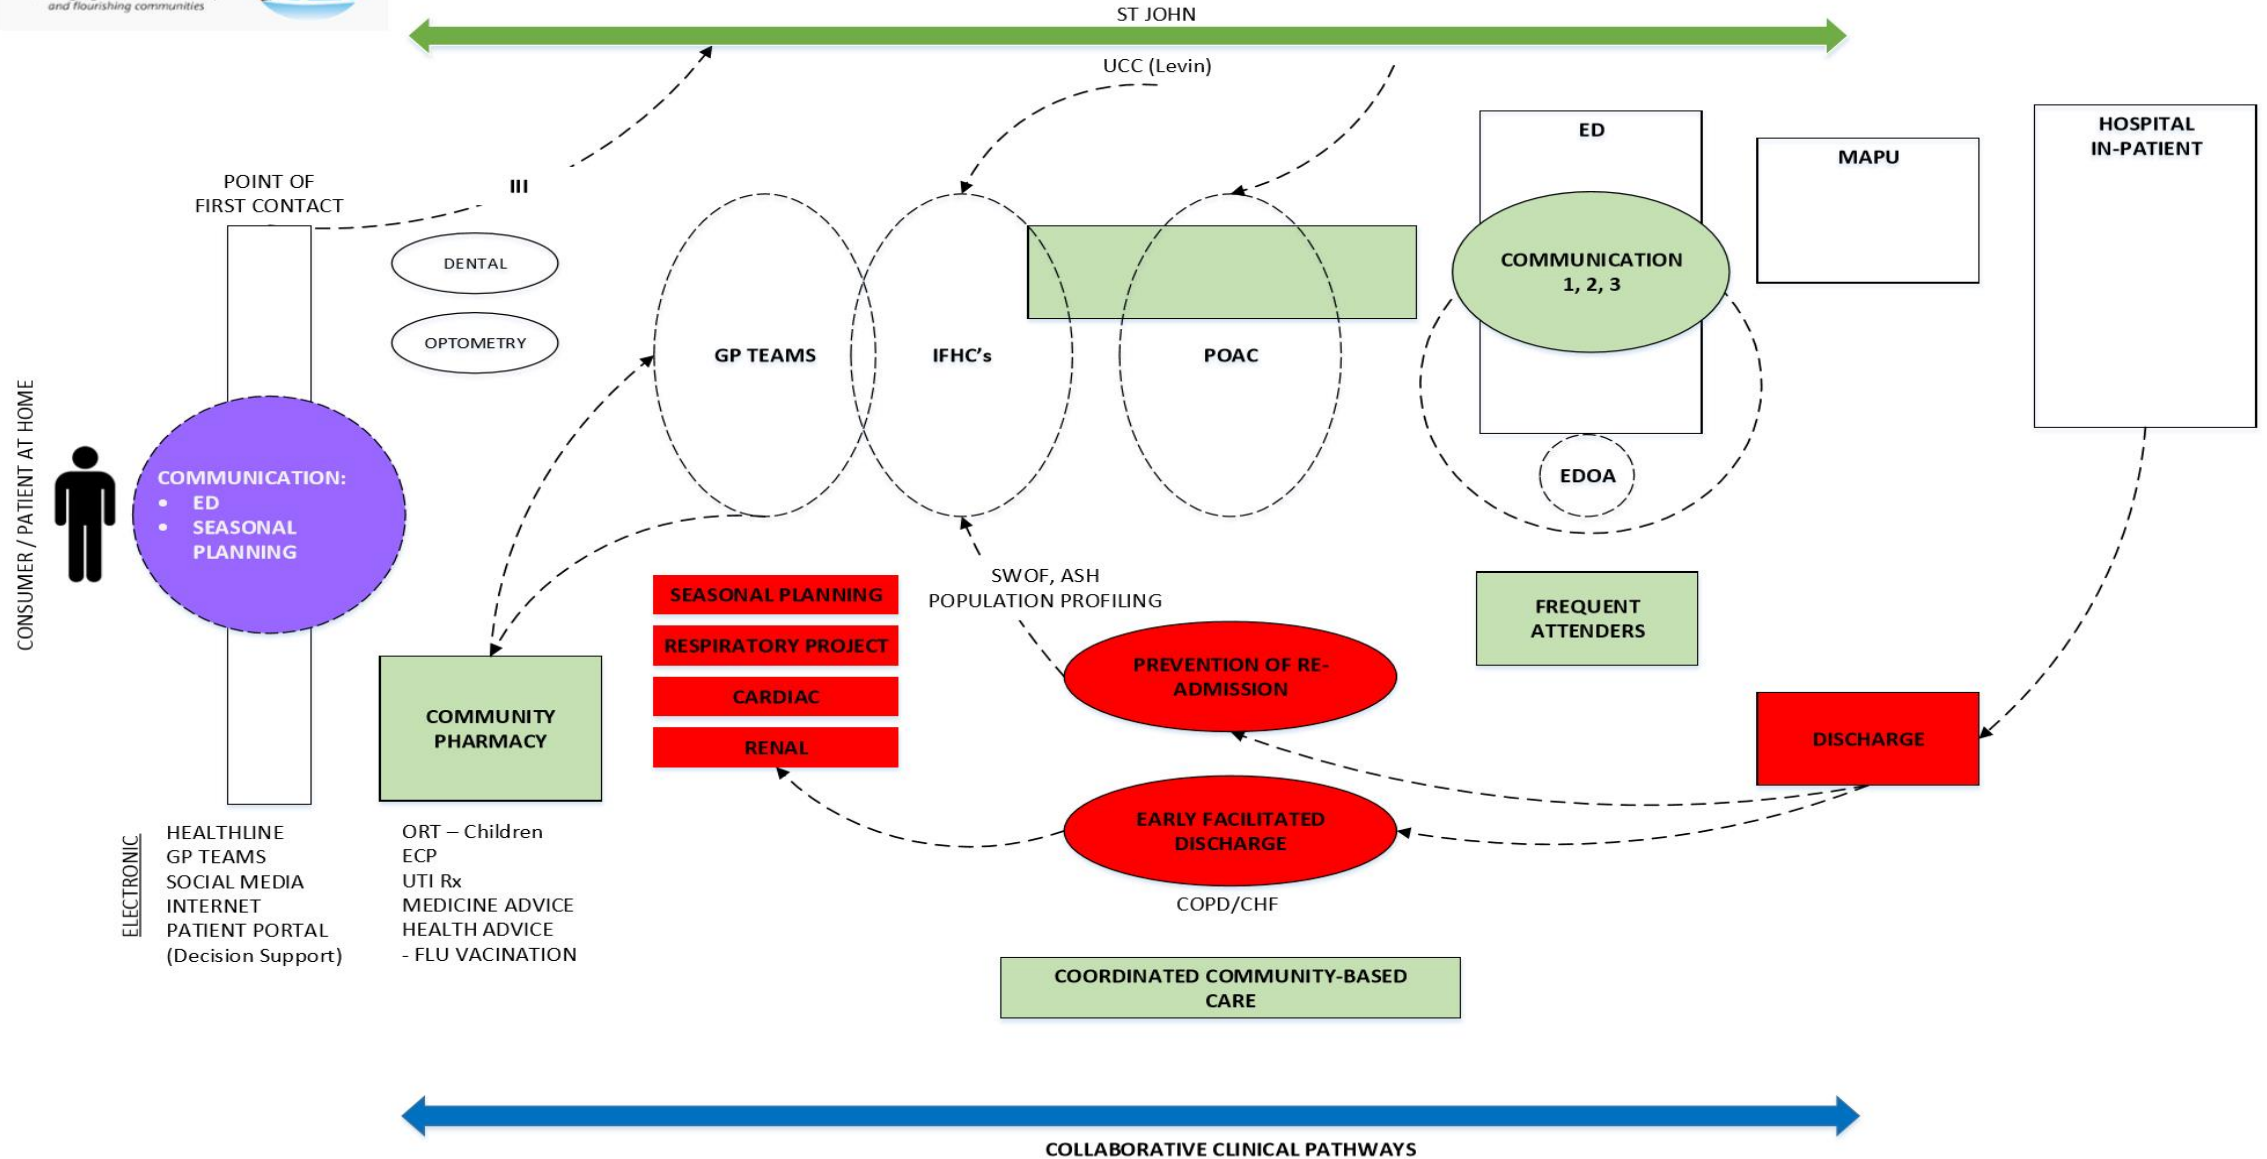 and flourishing communities
ST JOHN
UCC (Levin)
POINT OF
FIRST CONTACT
III
DENTAL
OPTOMETRY
GP TEAMS
IFHC's
POAC
ED
COMMUNICATION
1, 2, 3
EDOA
MAPU
HOSPITAL
IN-PATIENT
CONSUMER / PATIENT AT HOME
COMMUNICATION:
• ED
• SEASONAL
PLANNING
SEASONAL PLANNING
RESPIRATORY PROJECT
CARDIAC
RENAL
SWOF, ASH
POPULATION PROFILING
PREVENTION OF RE-
ADMISSION
FREQUENT
ATTENDERS
COMMUNITY
PHARMACY
DISCHARGE
EARLY FACILITATED
DISCHARGE
COPD/CHF
ELECTRONIC
HEALTHLINE
GP TEAMS
SOCIAL MEDIA
INTERNET
PATIENT PORTAL
(Decision Support)
ORT – Children
ECP
UTI Rx
MEDICINE ADVICE
HEALTH ADVICE
- FLU VACINATION
COORDINATED COMMUNITY-BASED
CARE
COLLABORATIVE CLINICAL PATHWAYS